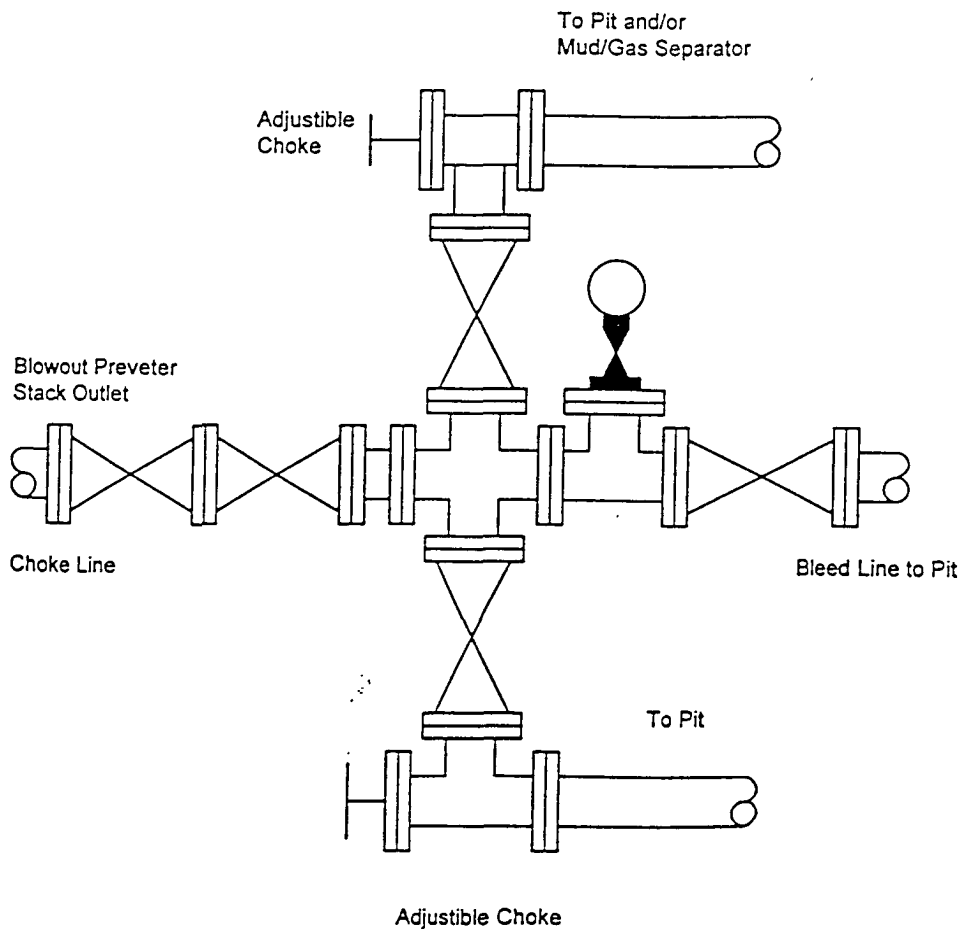 To Pit and/or
Mud/Gas Separator
Adjustible
Choke
Blowout Preveter
Stack Outlet
Choke Line
Bleed Line to Pit
To Pit
Adjustible Choke